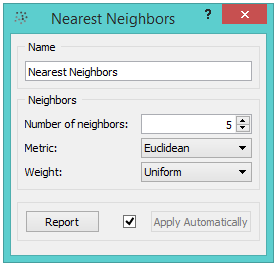 Nearest Neighbors ? ×
Name
Nearest Neighbors
Neighbors
Number of neighbors: 5
Metric: Euclidean
Weight: Uniform
Report Apply Automatically